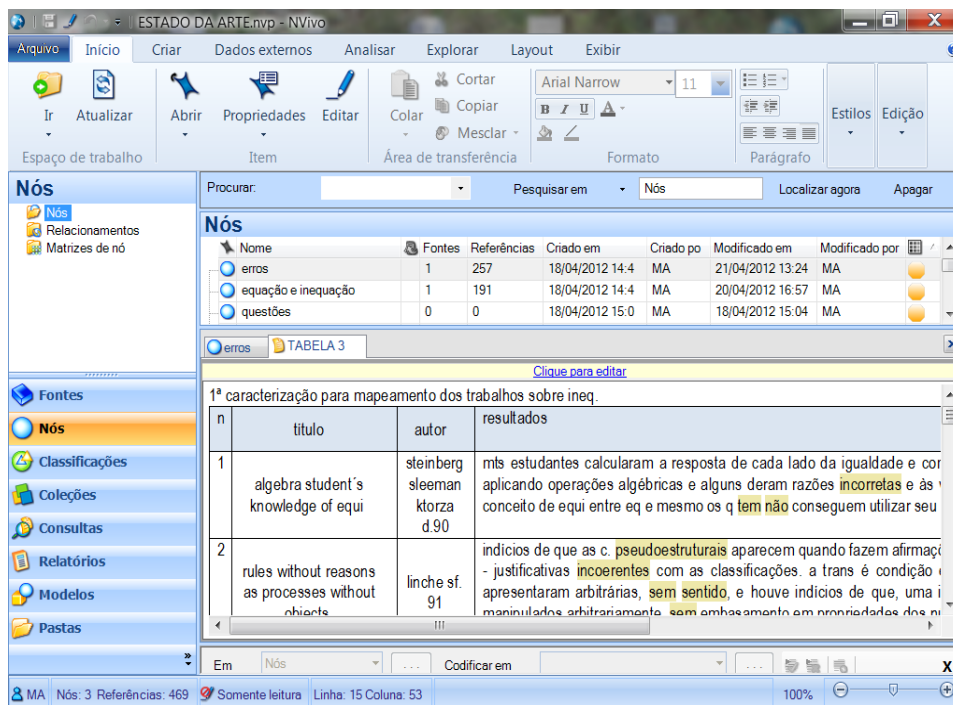 ESTADO DA ARTE.nvp - NVivo
Arquivo Início Criar Dados externos Analisar Explorar Layout Exibir
Ir Atualizar Abrir Propriedades Editar Colar Cortar Copiar Mesclar Arial Narrow 11 B I U A Estilos Edição
Espaço de trabalho Item Área de transferência Formato Parágrafo
Nós
Nós
Relacionamentos
Matrizes de nó
Fontes
Nós
Classificações
Coleções
Consultas
Relatórios
Modelos
Pastas
Procurar: Pesquisar em Nós Localizar agora Apagar
Nós
Nome Fontes Referências Criado em Criado po Modificado em Modificado por
erros 1 257 18/04/2012 14:4 MA 21/04/2012 13:24 MA
equação e inequação 1 191 18/04/2012 14:4 MA 20/04/2012 16:57 MA
questões 0 0 18/04/2012 15:0 MA 18/04/2012 15:04 MA
erros TABELA 3
Clique para editar
1ª caracterização para mapeamento dos trabalhos sobre ineq.
n titulo autor resultados
1
algebra student´s
knowledge of equi
steinberg
sleeman
ktorza
d.90
mts estudantes calcularam a resposta de cada lado da igualdade e cor
aplicando operações algébricas e alguns deram razões incorretas e às
conceito de equi entre eq e mesmo os q tem não conseguem utilizar seu
2
rules without reasons
as processes without
objects
linche sf.
91
indícios de que as c. pseudoestruturais aparecem quando fazem afirmaç
- justificativas incoerentes com as classificações. a trans é condição
apresentaram arbitrárias, sem sentido, e houve indícios de que, uma
manipulados arbitrariamente, sem embasamento em propriedades dos
Em Nós ... Codificar em ... X
MA Nós: 3 Referências: 469 Somente leitura Linha: 15 Coluna: 53 100%